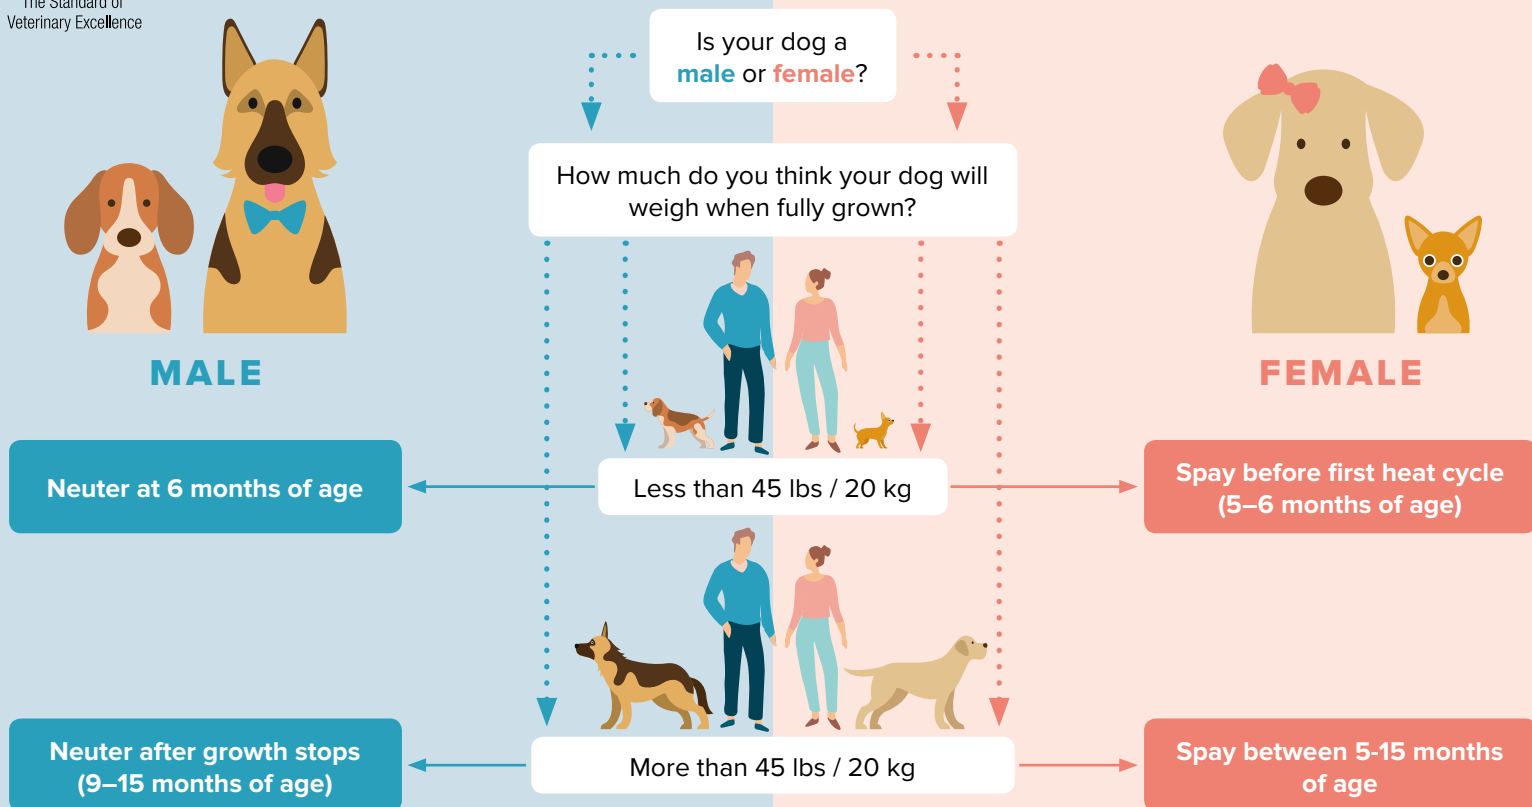 The Standard of
Veterinary Excellence
Is your dog a
male or female?
How much do you think your dog will
weigh when fully grown?
MALE
FEMALE
Neuter at 6 months of age
Less than 45 lbs / 20 kg
Spay before first heat cycle
(5–6 months of age)
Neuter after growth stops
(9–15 months of age)
More than 45 lbs / 20 kg
Spay between 5-15 months
of age